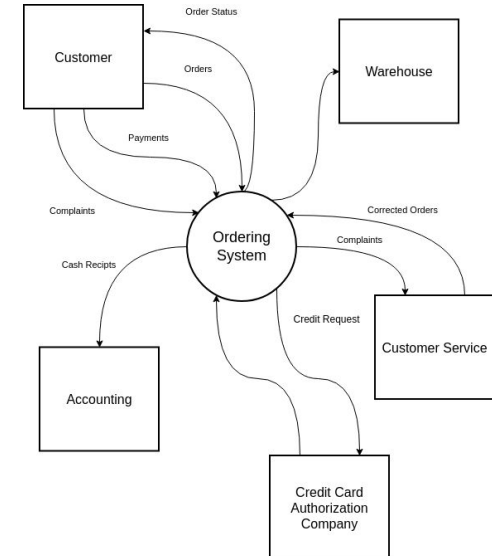 Order Status
Customer
Orders
Warehouse
Payments
Complaints
Corrected Orders
Ordering
System
Complaints
Cash Recipts
Credit Request
Customer Service
Accounting
Credit Card
Authorization
Company